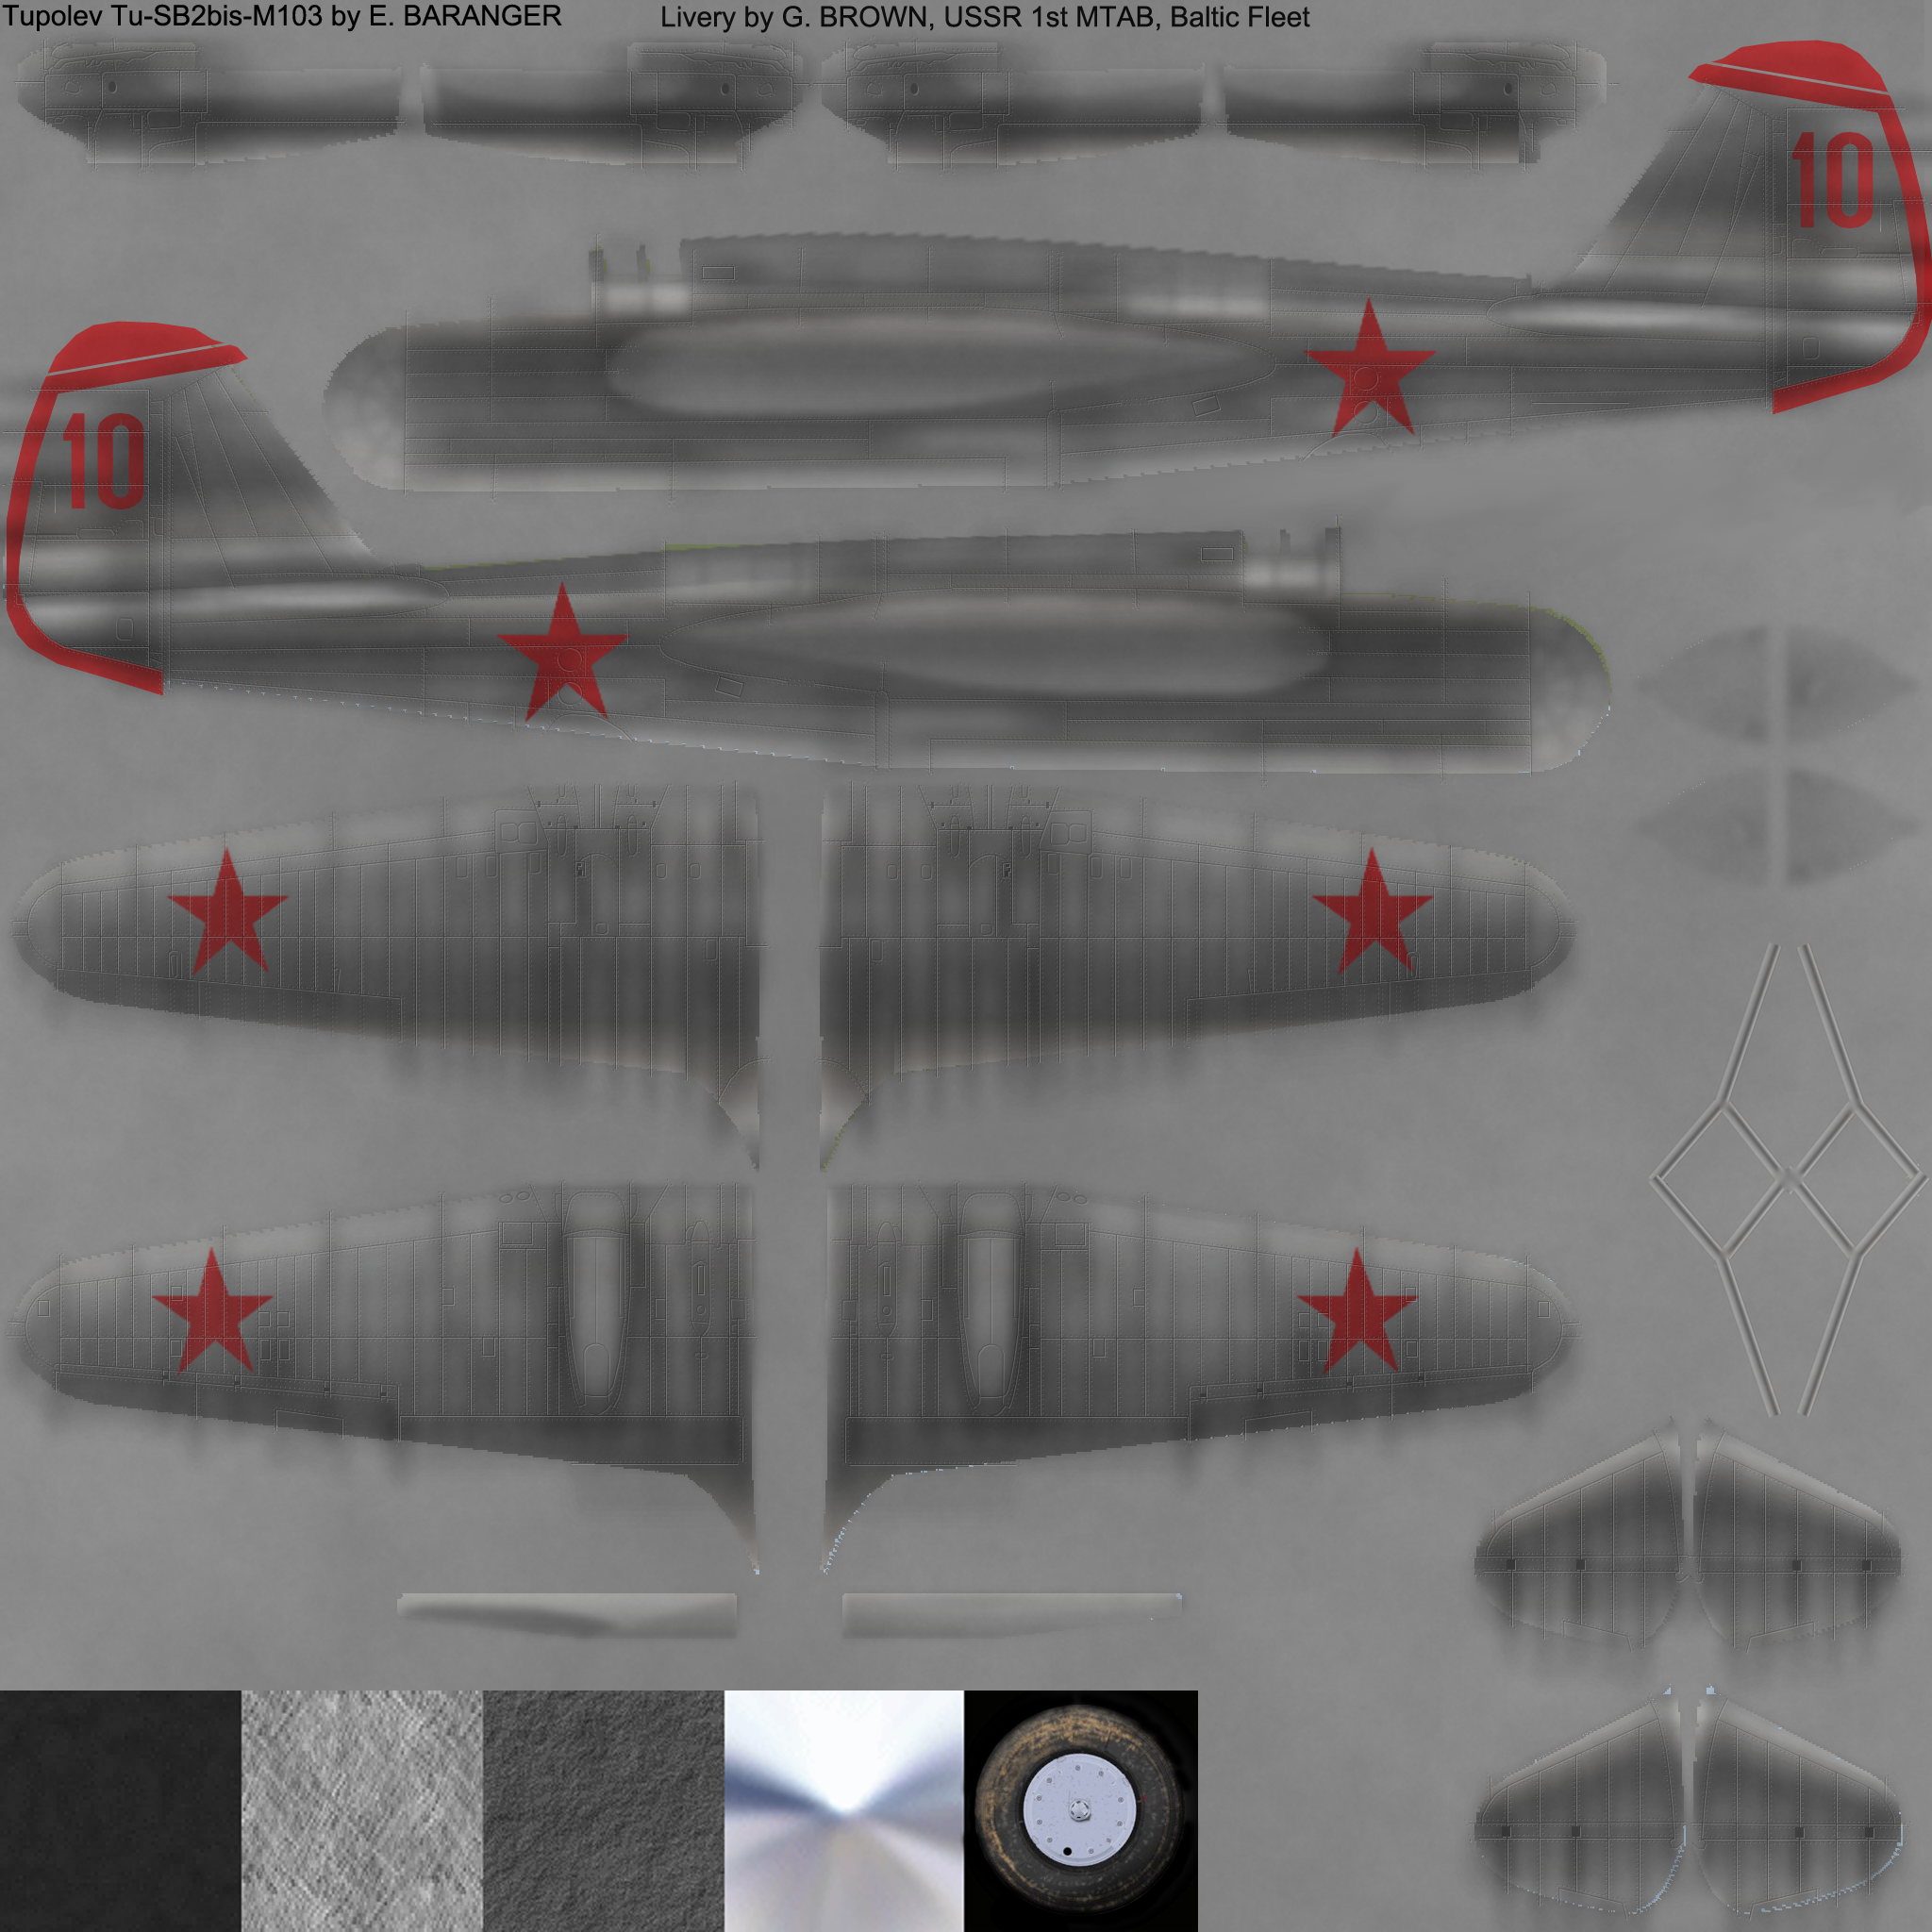 Tupolev Tu-SB2bis-M103 by E. BARANGER
Livery by G. BROWN, USSR 1st MTAB, Baltic Fleet
10
10